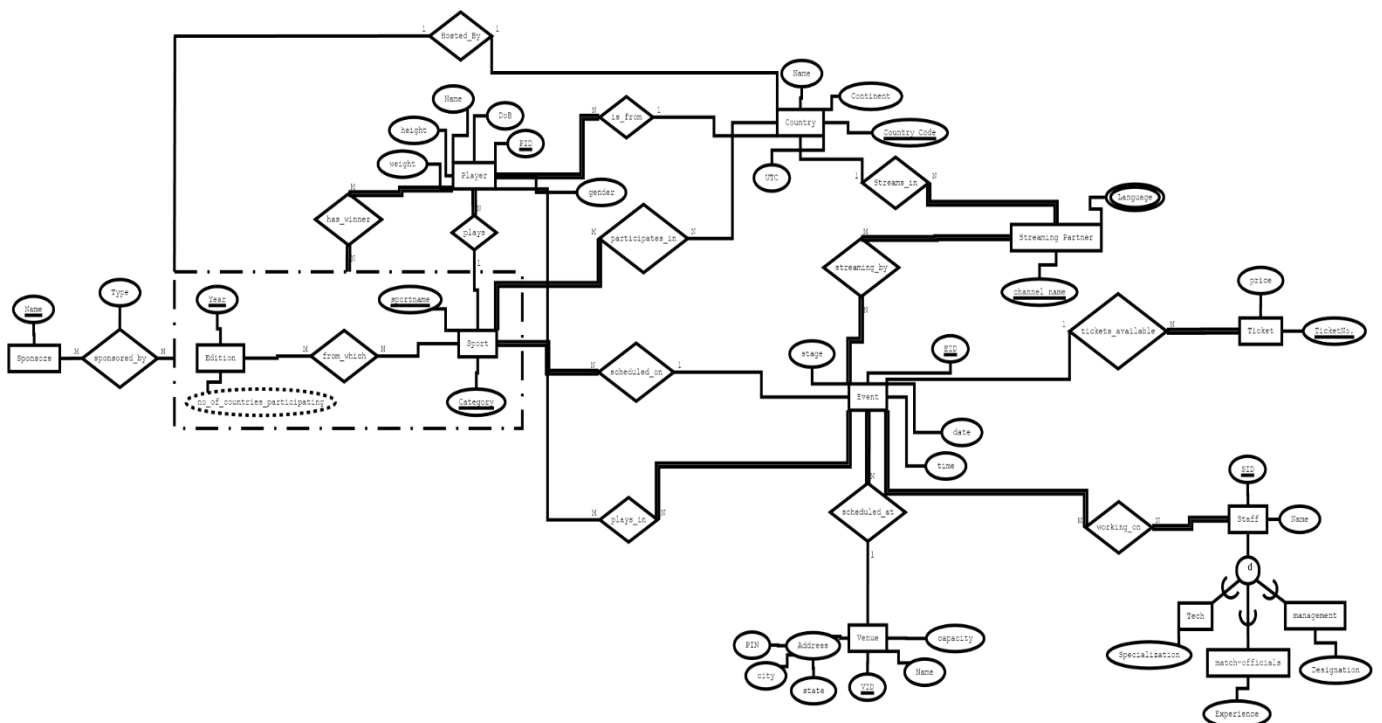 1 Hosted_By 1
Name
Continent
Country
Country Code
UTC
Name
DoB
height
PID
weight
Player
gender
N is_from 1
1 Streams_in N
Language
Streaming Partner
channel name
M
has_winner
N
N
plays
1
M participates_in N
M
streaming_by
N
price
1 tickets_available N
Ticket
TicketNo.
Name
Type
Sponsors
M sponsored_by N
Year
Edition
no_of_countries_participating
M from_which N
sportname
Sport
Category
N scheduled_on 1
stage
EID
Event
date
time
M plays_in N
N
scheduled_at
1
N working_on N
SID
Staff
Name
d
Tech
management
Specialization
match-officials
Designation
Experience
PIN
Address
Venue
capacity
city
state
VID
Name